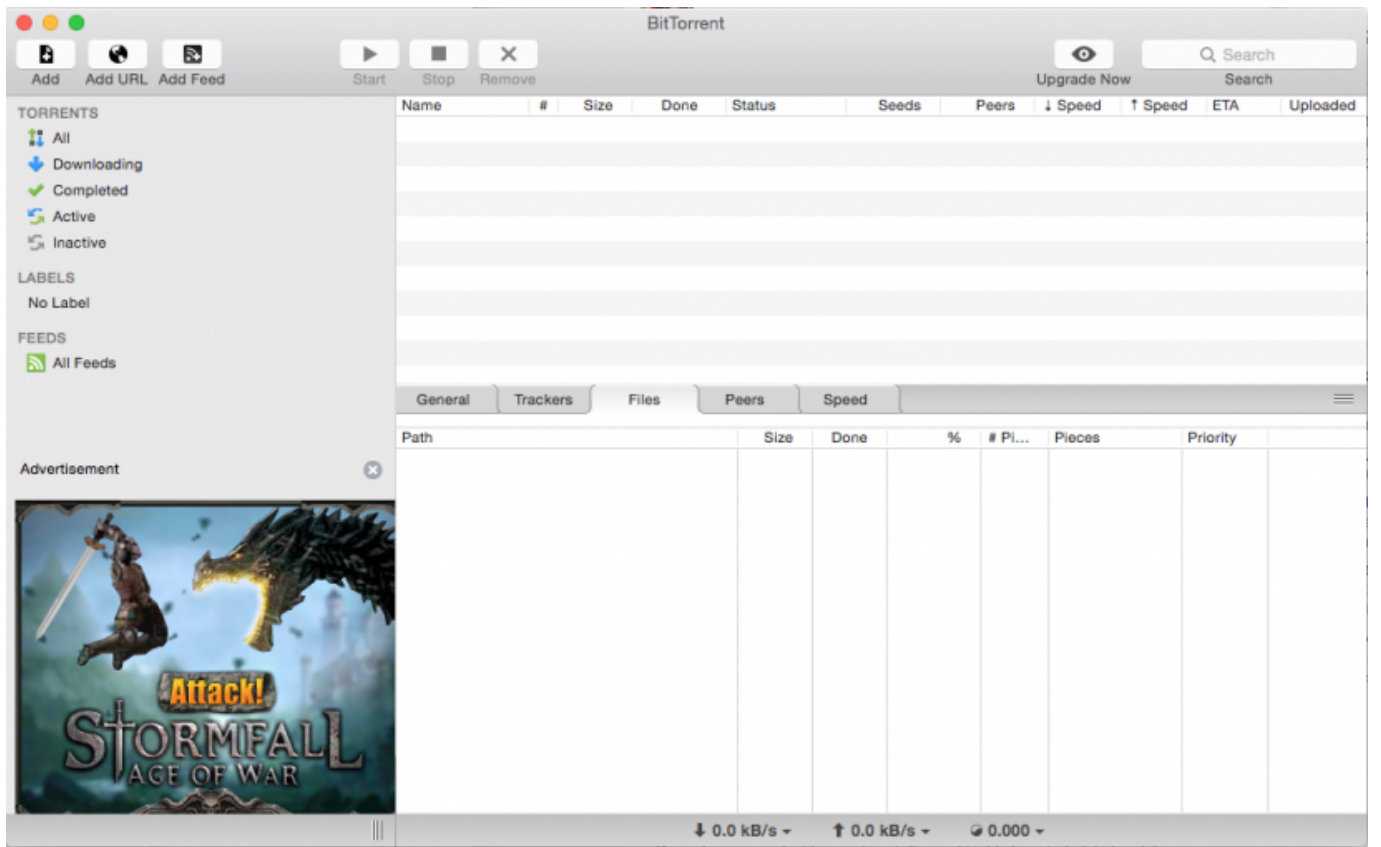 BitTorrent
Add Add URL Add Feed Start Stop Remove Upgrade Now Search Search
TORRENTS
All
Downloading
Completed
Active
Inactive
LABELS
No Label
FEEDS
All Feeds
Advertisement
Attack!
STORMFALL
AGE OF WAR
Name # Size Done Status Seeds Peers ↓ Speed ↑ Speed ETA Uploaded
General Trackers Files Peers Speed
Path Size Done % # Pi... Pieces Priority
0.0 kB/s 0.0 kB/s 0.000